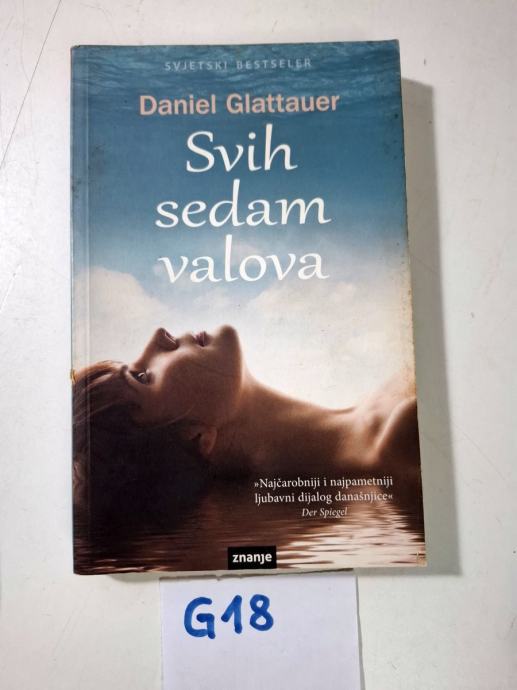 SVJETSKI BESTSELER
Daniel Glattauer
Svih
sedam
valova
»Najčarobniji i najpametniji
ljubavni dijalog današnjice«
Der Spiegel
znanje
G18